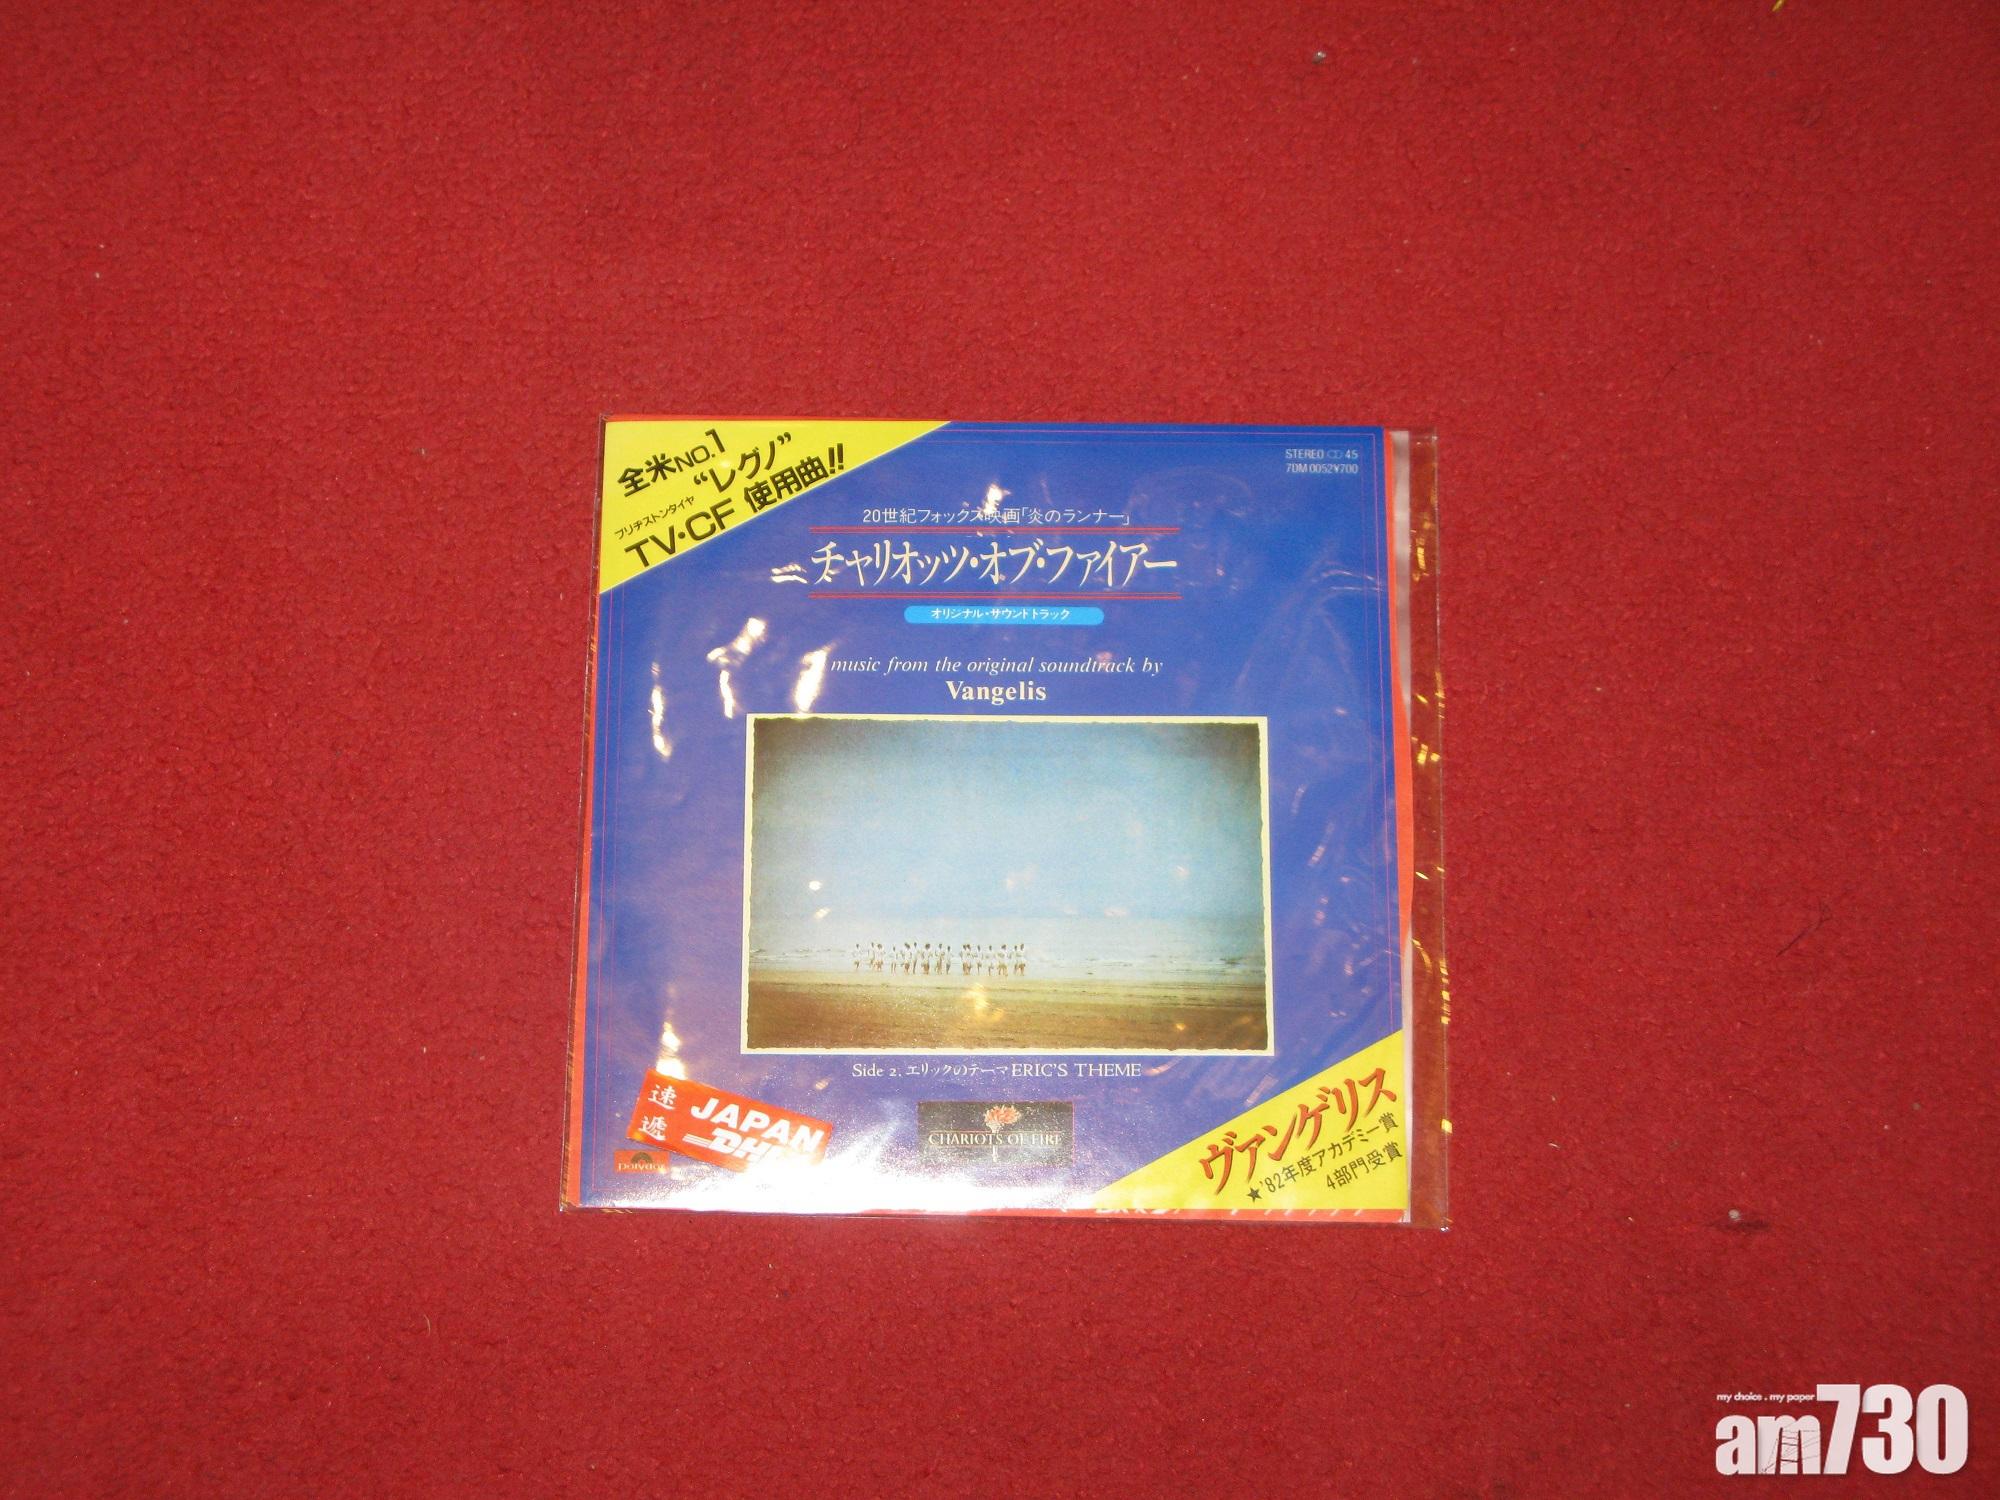 全米NO.1
“レグノ”
ブリヂストンタイヤ
TV・CF 使用曲!!
STEREO 45
7DM 0052¥700
20世紀フォックス映画「炎のランナー」
チャリオッツ・オブ・ファイアー
オリジナル・サウンドトラック
music from the original soundtrack by
Vangelis
Side 2. エリックのテーマ ERIC'S THEME
速遞
JAPAN
DHL
polydor
CHARIOTS OF FIRE
ヴァンゲリス
★'82年度アカデミー賞
4部門受賞
my choice . my paper
am730